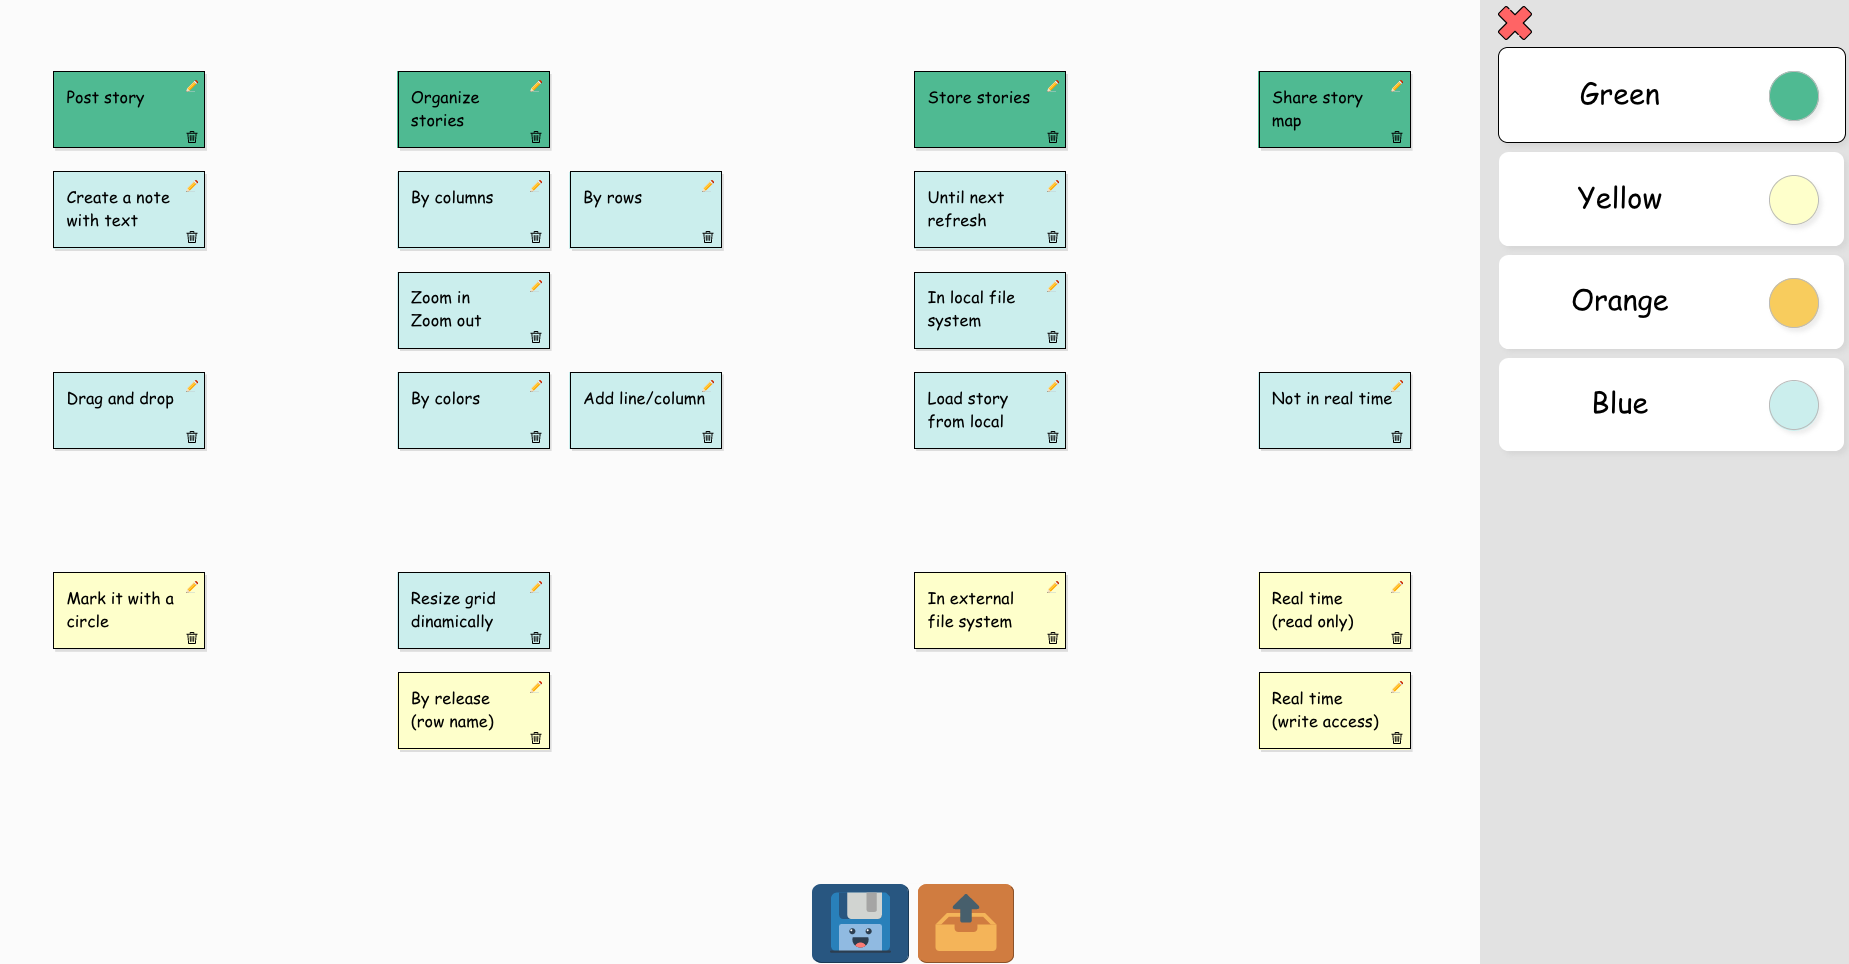 Post story
Organize
stories
Store stories
Share story
map
Create a note
with text
By columns
By rows
Until next
refresh
Zoom in
Zoom out
In local file
system
Drag and drop
By colors
Add line/column
Load story
from local
Not in real time
Mark it with a
circle
Resize grid
dinamically
In external
file system
Real time
(read only)
By release
(row name)
Real time
(write access)
Green
Yellow
Orange
Blue